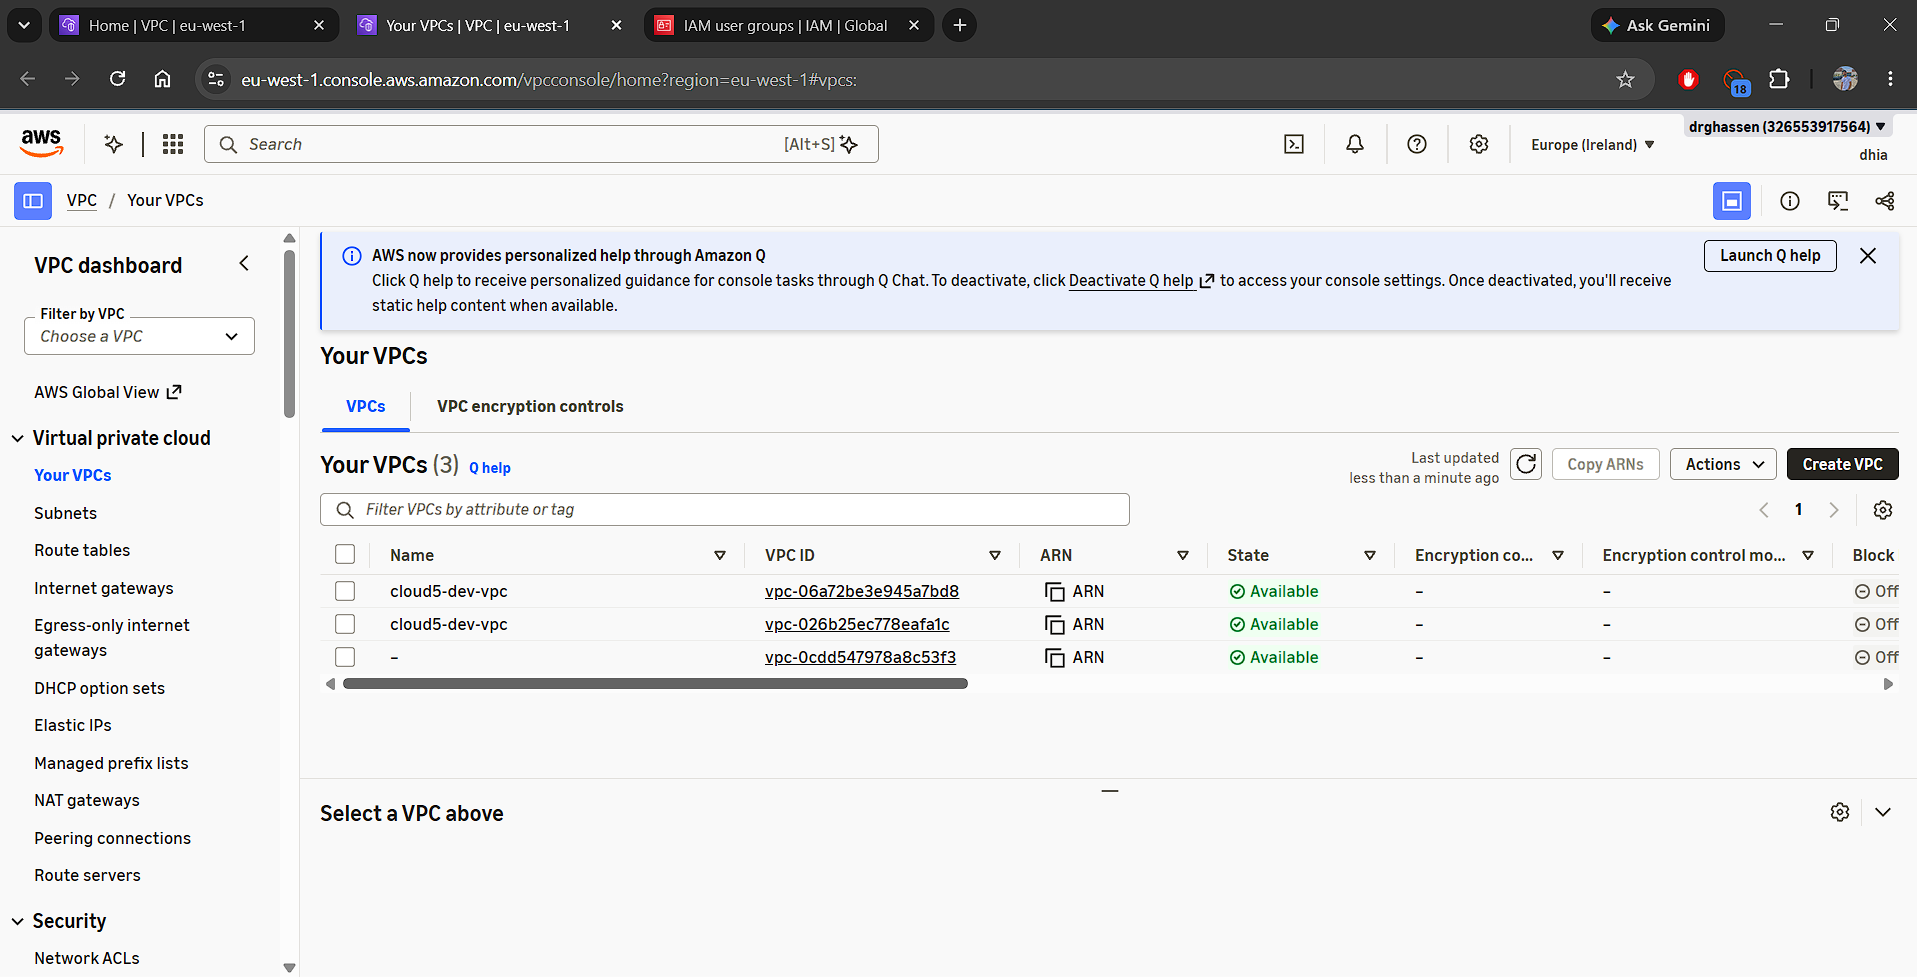 Home | VPC | eu-west-1
Your VPCs | VPC | eu-west-1
IAM user groups | IAM | Global
Ask Gemini
eu-west-1.console.aws.amazon.com/vpcconsole/home?region=eu-west-1#vpcs:
18
aws
Search
[Alt+S]
Europe (Ireland)
drghassen (326553917564)
dhia
VPC / Your VPCs
VPC dashboard
Filter by VPC
Choose a VPC
AWS Global View
Virtual private cloud
Your VPCs
Subnets
Route tables
Internet gateways
Egress-only internet
gateways
DHCP option sets
Elastic IPs
Managed prefix lists
NAT gateways
Peering connections
Route servers
Security
Network ACLs
AWS now provides personalized help through Amazon Q
Click Q help to receive personalized guidance for console tasks through Q Chat. To deactivate, click Deactivate Q help to access your console settings. Once deactivated, you'll receive
static help content when available.
Launch Q help
Your VPCs
VPCs
VPC encryption controls
Your VPCs (3) Q help
Last updated
less than a minute ago
Copy ARNs
Actions
Create VPC
Filter VPCs by attribute or tag
1
Name VPC ID ARN State Encryption co... Encryption control mo... Block
cloud5-dev-vpc vpc-06a72be3e945a7bd8 ARN Available – – Off
cloud5-dev-vpc vpc-026b25ec778eafa1c ARN Available – – Off
– vpc-0cdd547978a8c53f3 ARN Available – – Off
Select a VPC above